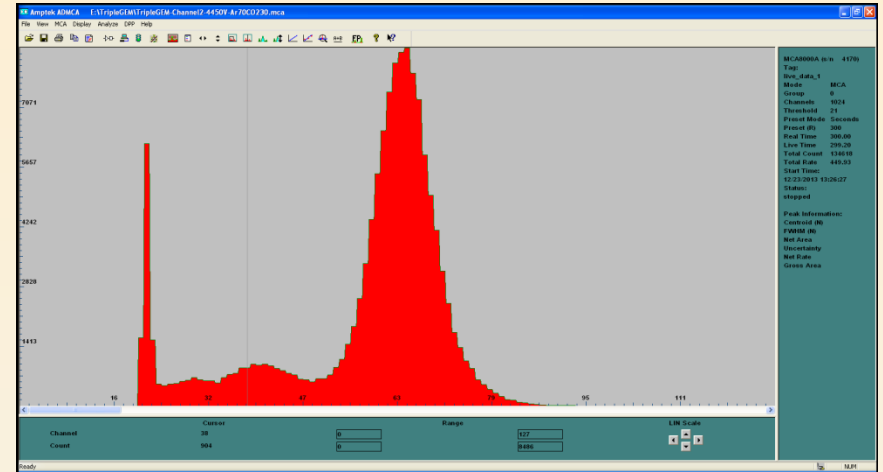 Amptek ADMCA E:\TripleGEM\TripleGEM-Channel2-4450V-Ar70CO230.mca
File View MCA Display Analyze DPP Help
MCA8000A (s:n 4170)
Tag:
live_data_1
Mode MCA
Group 0
Channels 1024
Threshold 21
Preset Mode Seconds
Preset (R) 300
Real Time 300.00
Live Time 299.20
Total Count 134618
Total Rate 449.93
Start Time:
12/23/2013 13:26:27
Status:
stopped
Peak Information:
Centroid (N)
FWHM (N)
Net Area
Uncertainty
Net Rate
Gross Area
7071
5657
4242
2828
1413
16 32 47 63 79 95 111
Cursor Range LIN Scale
Channel 38 0 127
Count 904 0 8486
Ready NUM